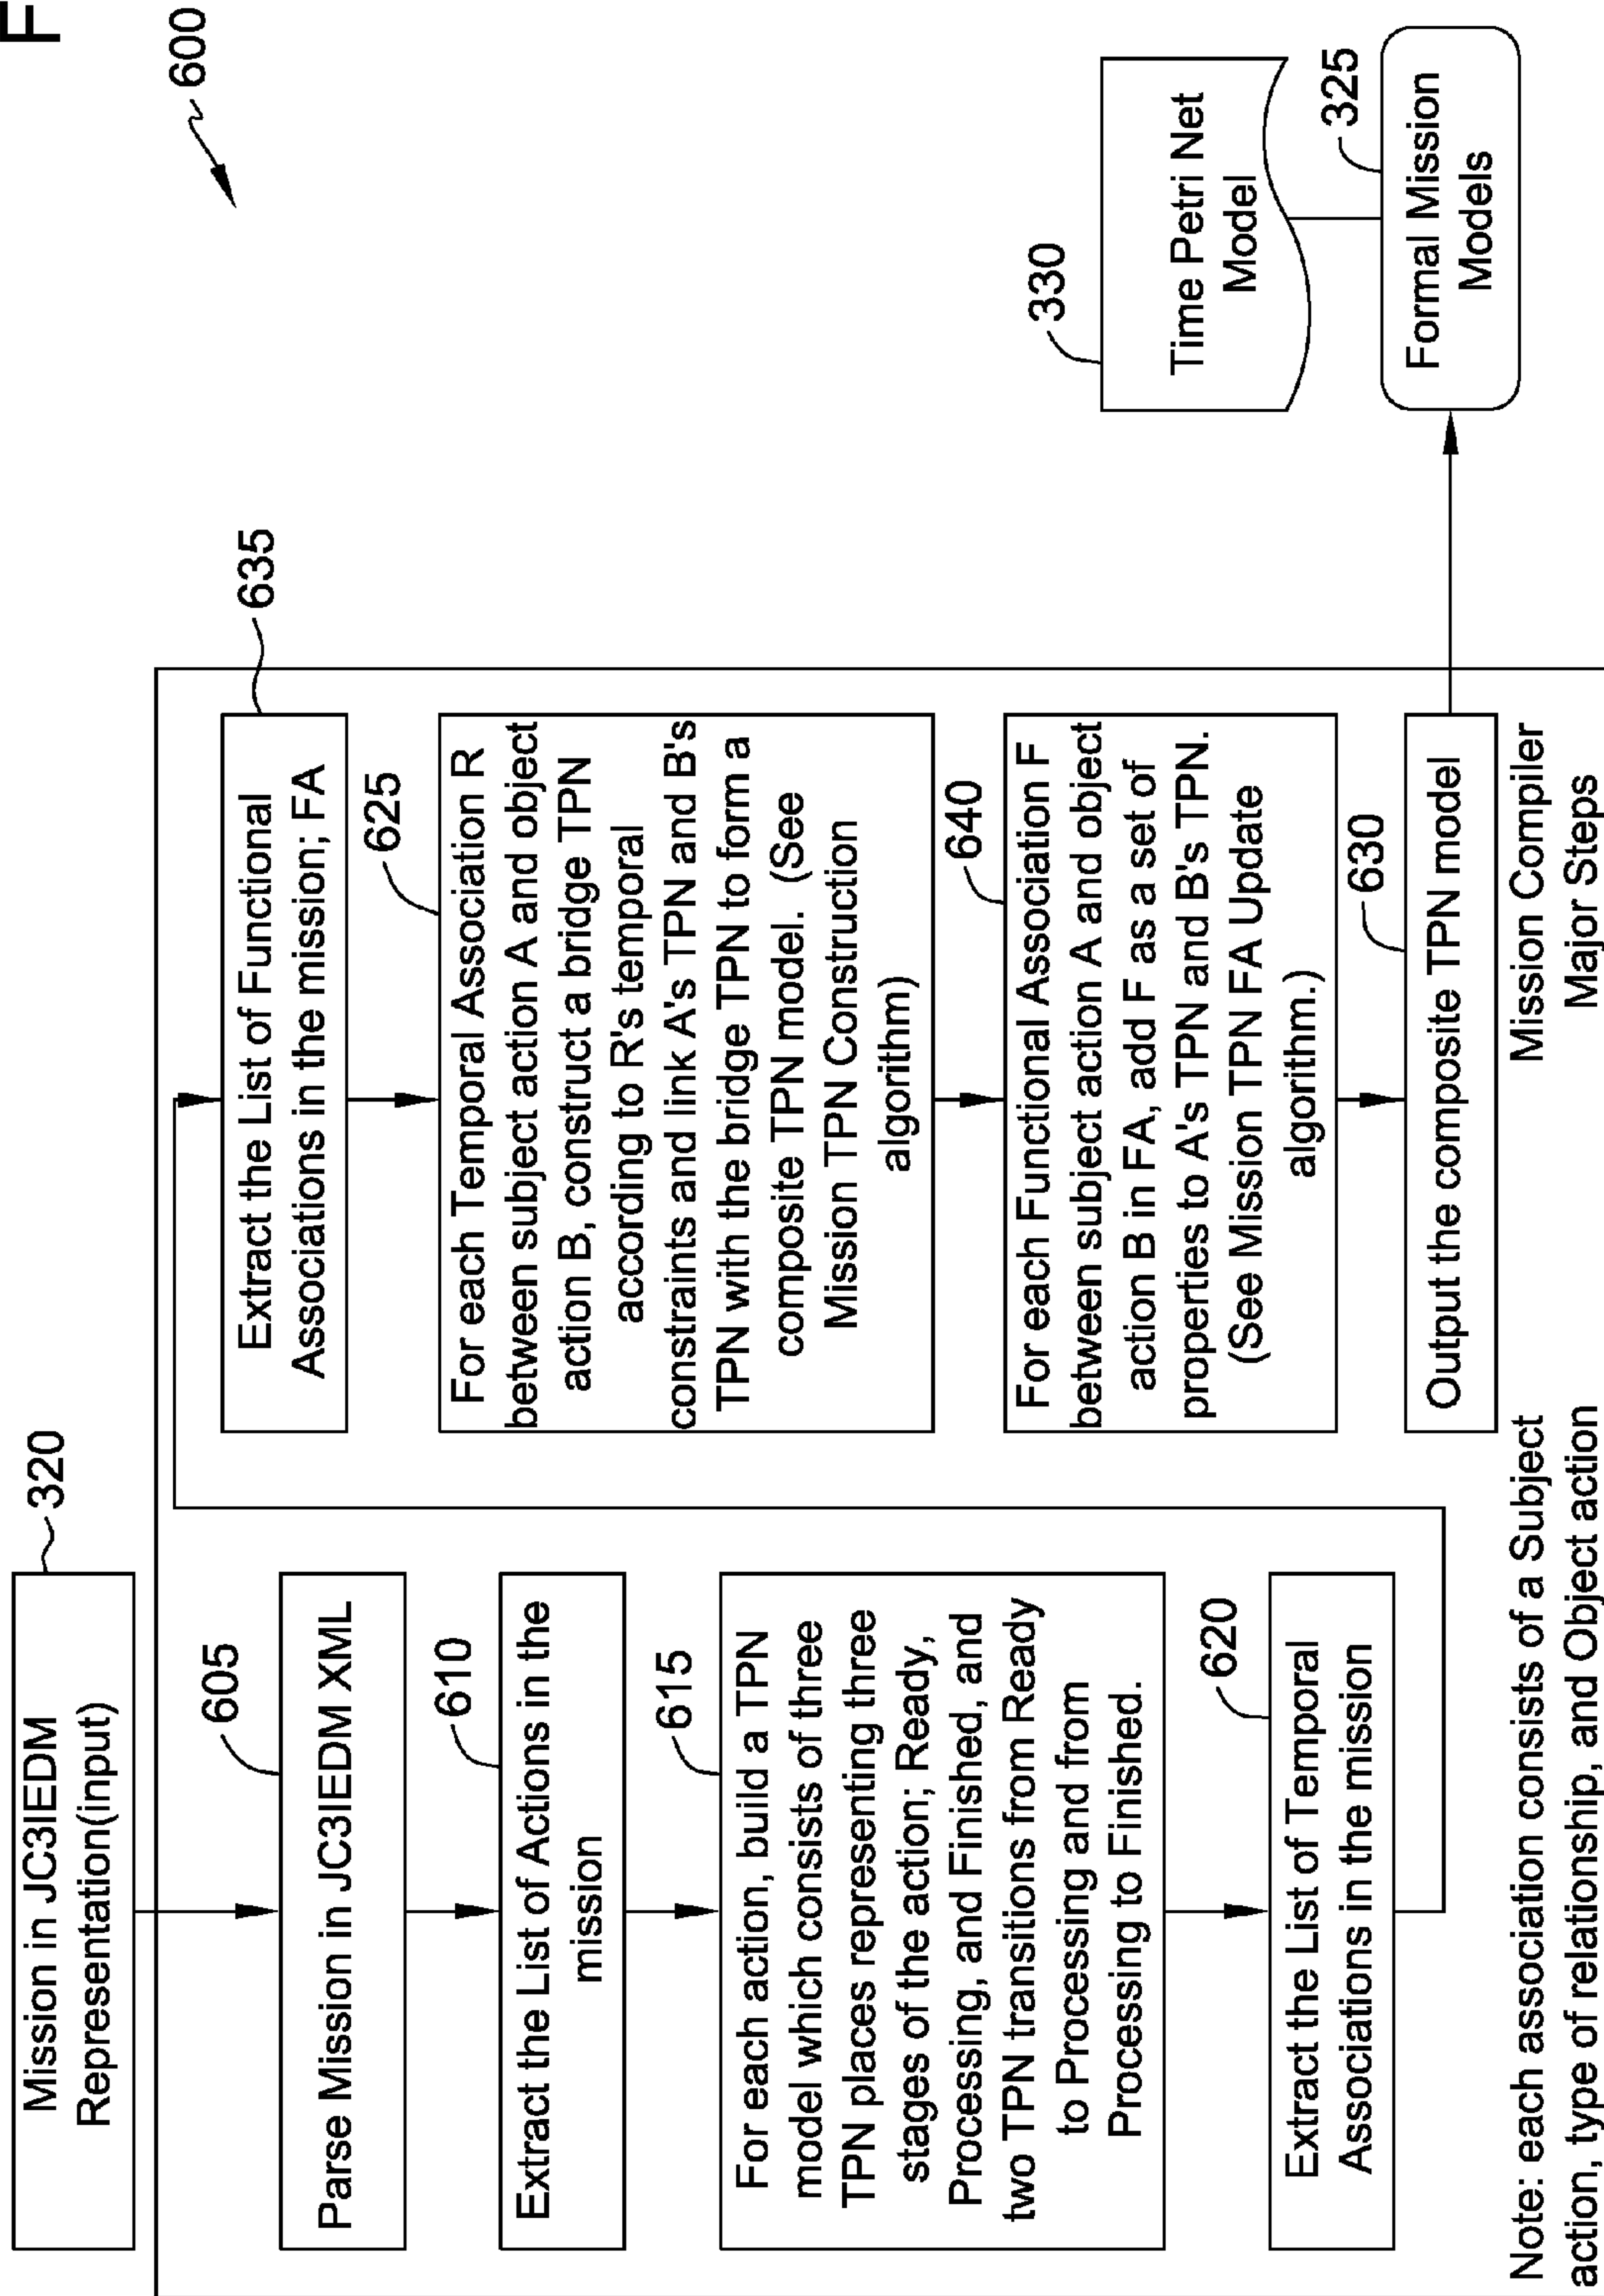 F
600
Mission in JC3IEDM
Representation(input)
320
605
Parse Mission in JC3IEDM XML
610
Extract the List of Actions in the
mission
615
For each action, build a TPN
model which consists of three
TPN places representing three
stages of the action; Ready,
Processing, and Finished, and
two TPN transitions from Ready
to Processing and from
Processing to Finished.
620
Extract the List of Temporal
Associations in the mission
Note: each association consists of a Subject
action, type of relationship, and Object action
635
Extract the List of Functional
Associations in the mission; FA
625
For each Temporal Association R
between subject action A and object
action B, construct a bridge TPN
according to R's temporal
constraints and link A's TPN and B's
TPN with the bridge TPN to form a
composite TPN model. (See
Mission TPN Construction
algorithm)
640
For each Functional Association F
between subject action A and object
action B in FA, add F as a set of
properties to A's TPN and B's TPN.
(See Mission TPN FA Update
algorithm.)
630
Output the composite TPN model
Mission Compiler
Major Steps
330
Time Petri Net
Model
325
Formal Mission
Models